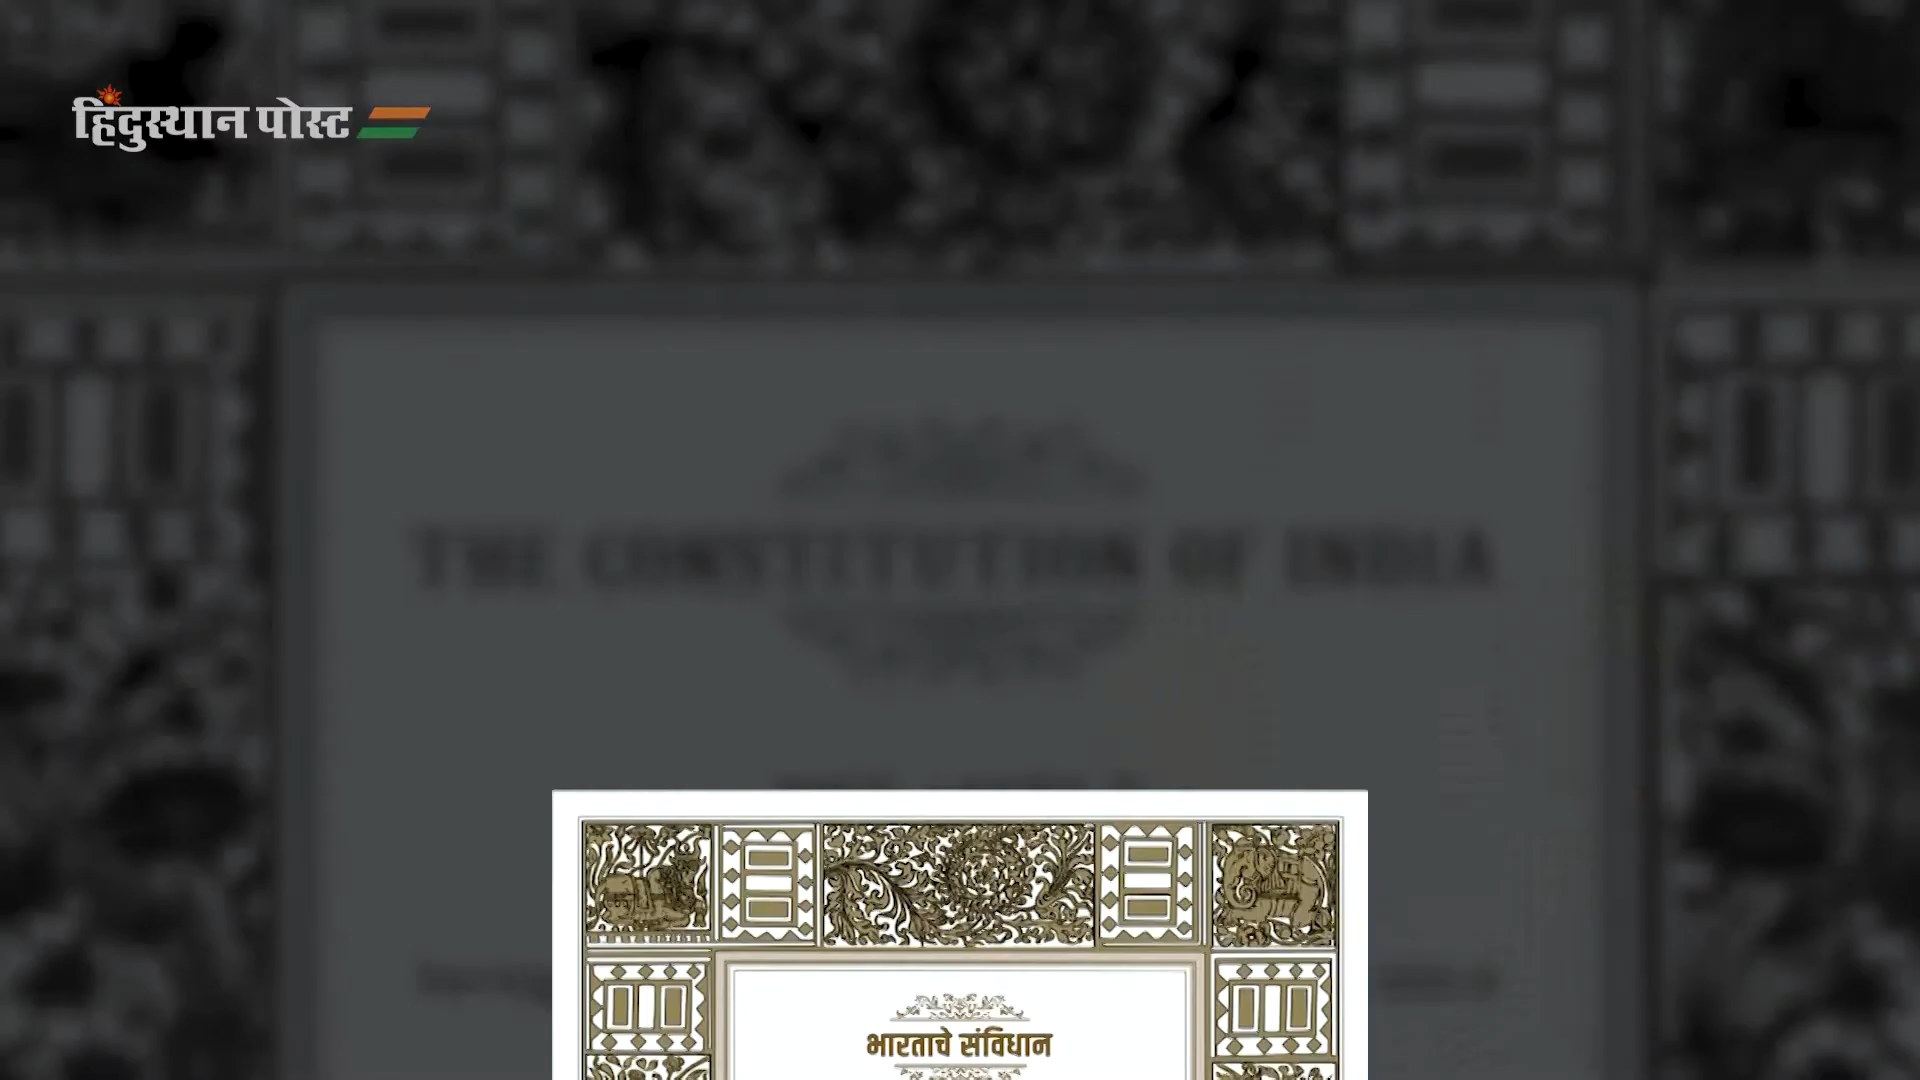 हिंदुस्थान पोस्ट
THE CONSTITUTION OF INDIA
भारताचे संविधान